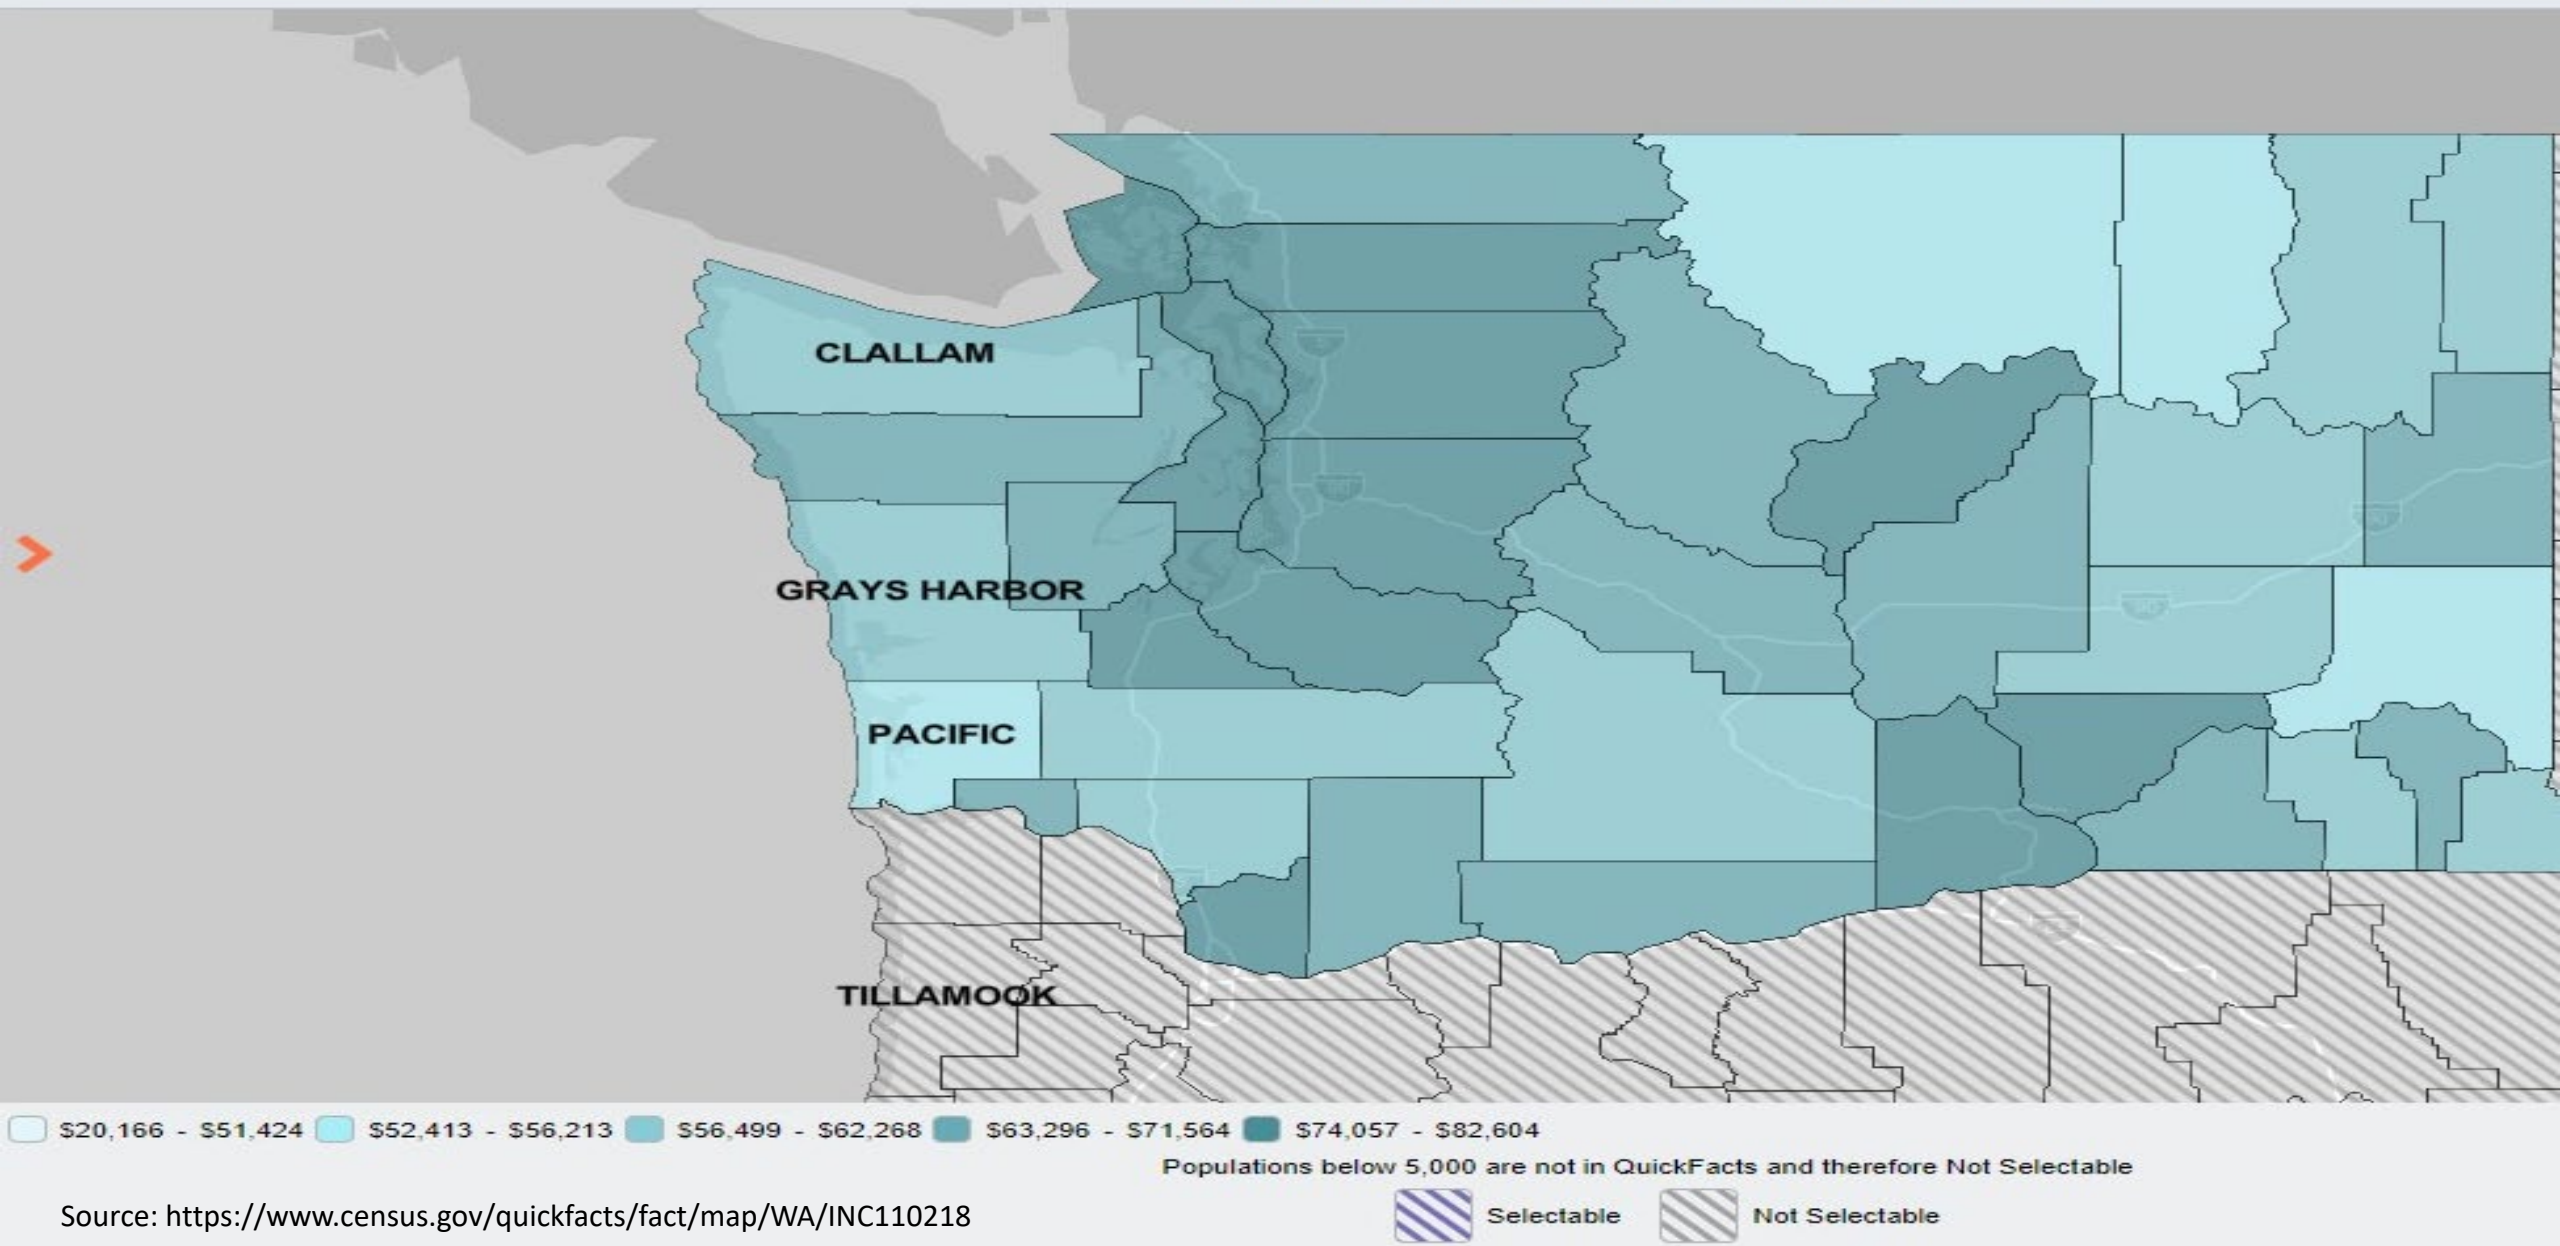 CLALLAM
GRAYS HARBOR
PACIFIC
TILLAMOOK
$20,166 - $51,424 $52,413 - $56,213 $56,499 - $62,268 $63,296 - $71,564 $74,057 - $82,604
Populations below 5,000 are not in QuickFacts and therefore Not Selectable
Source: https://www.census.gov/quickfacts/fact/map/WA/INC110218
Selectable Not Selectable